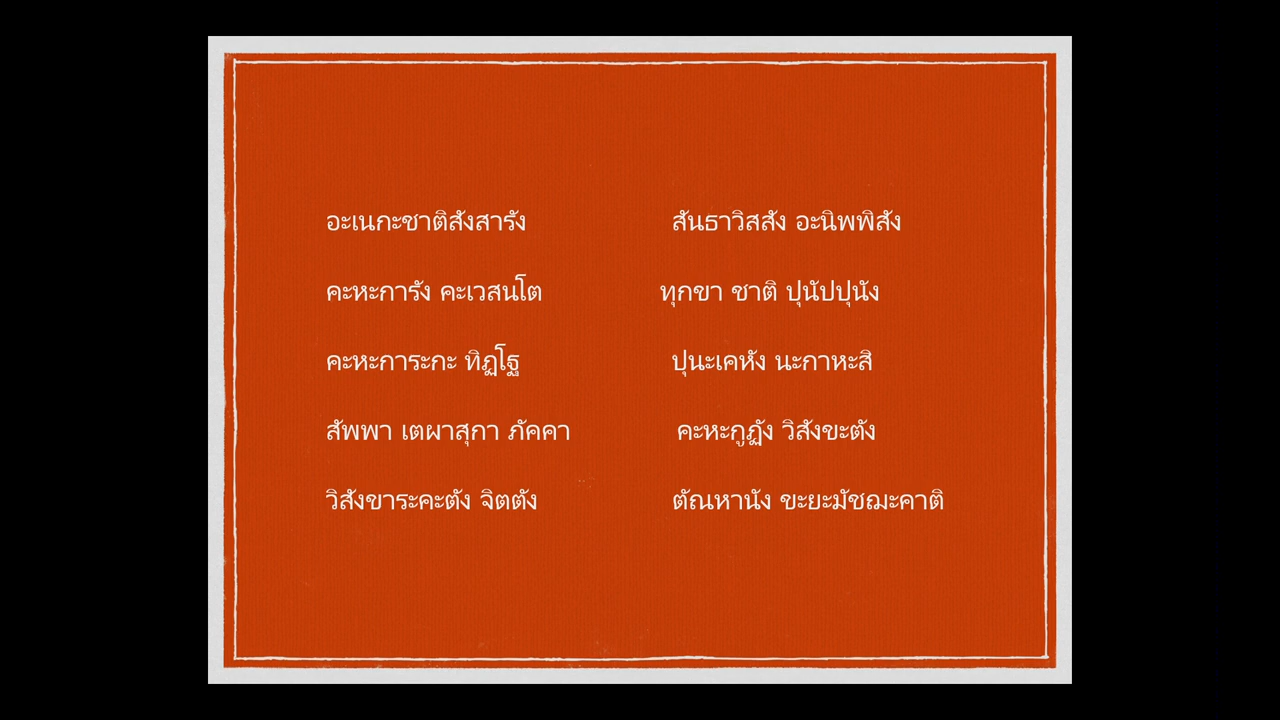 อะเนกะชาติสังสารัง สันธาวิสสัง อะนิพพิสัง
คะหะการัง คะเวสนโต ทุกขา ชาติ ปุนัปปุนัง
คะหะการะกะ ทิฏโฐ ปุนะเคหัง นะกาหะสิ
สัพพา เตผาสุกา ภัคคา คะหะกูฏัง วิสังขะตัง
วิสังขาระคะตัง จิตตัง ตัณหานัง ขะยะมัชฌะคาติ